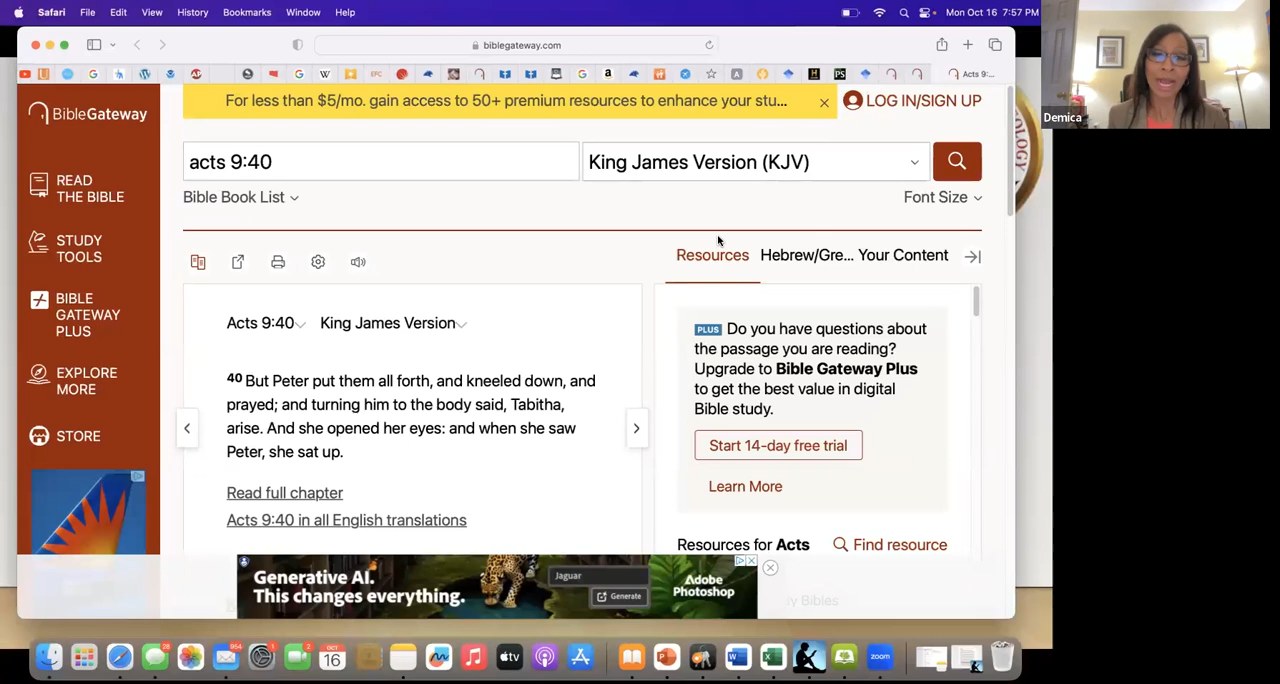 Safari File Edit View History Bookmarks Window Help Mon Oct 16 7:57 PM
biblegateway.com
Acts 9:...
BibleGateway
For less than $5/mo. gain access to 50+ premium resources to enhance your stu...
LOG IN/SIGN UP
Demica
acts 9:40
King James Version (KJV)
Bible Book List
Font Size
READ
THE BIBLE
STUDY
TOOLS
BIBLE
GATEWAY
PLUS
EXPLORE
MORE
STORE
Resources Hebrew/Gre... Your Content
Acts 9:40 King James Version
40 But Peter put them all forth, and kneeled down, and
prayed; and turning him to the body said, Tabitha,
arise. And she opened her eyes: and when she saw
Peter, she sat up.
Read full chapter
Acts 9:40 in all English translations
PLUS Do you have questions about
the passage you are reading?
Upgrade to Bible Gateway Plus
to get the best value in digital
Bible study.
Start 14-day free trial
Learn More
Resources for Acts Find resource
Bibles
Generative AI.
This changes everything.
Jaguar
Generate
Adobe
Photoshop
OCT
16
954
tv
zoom